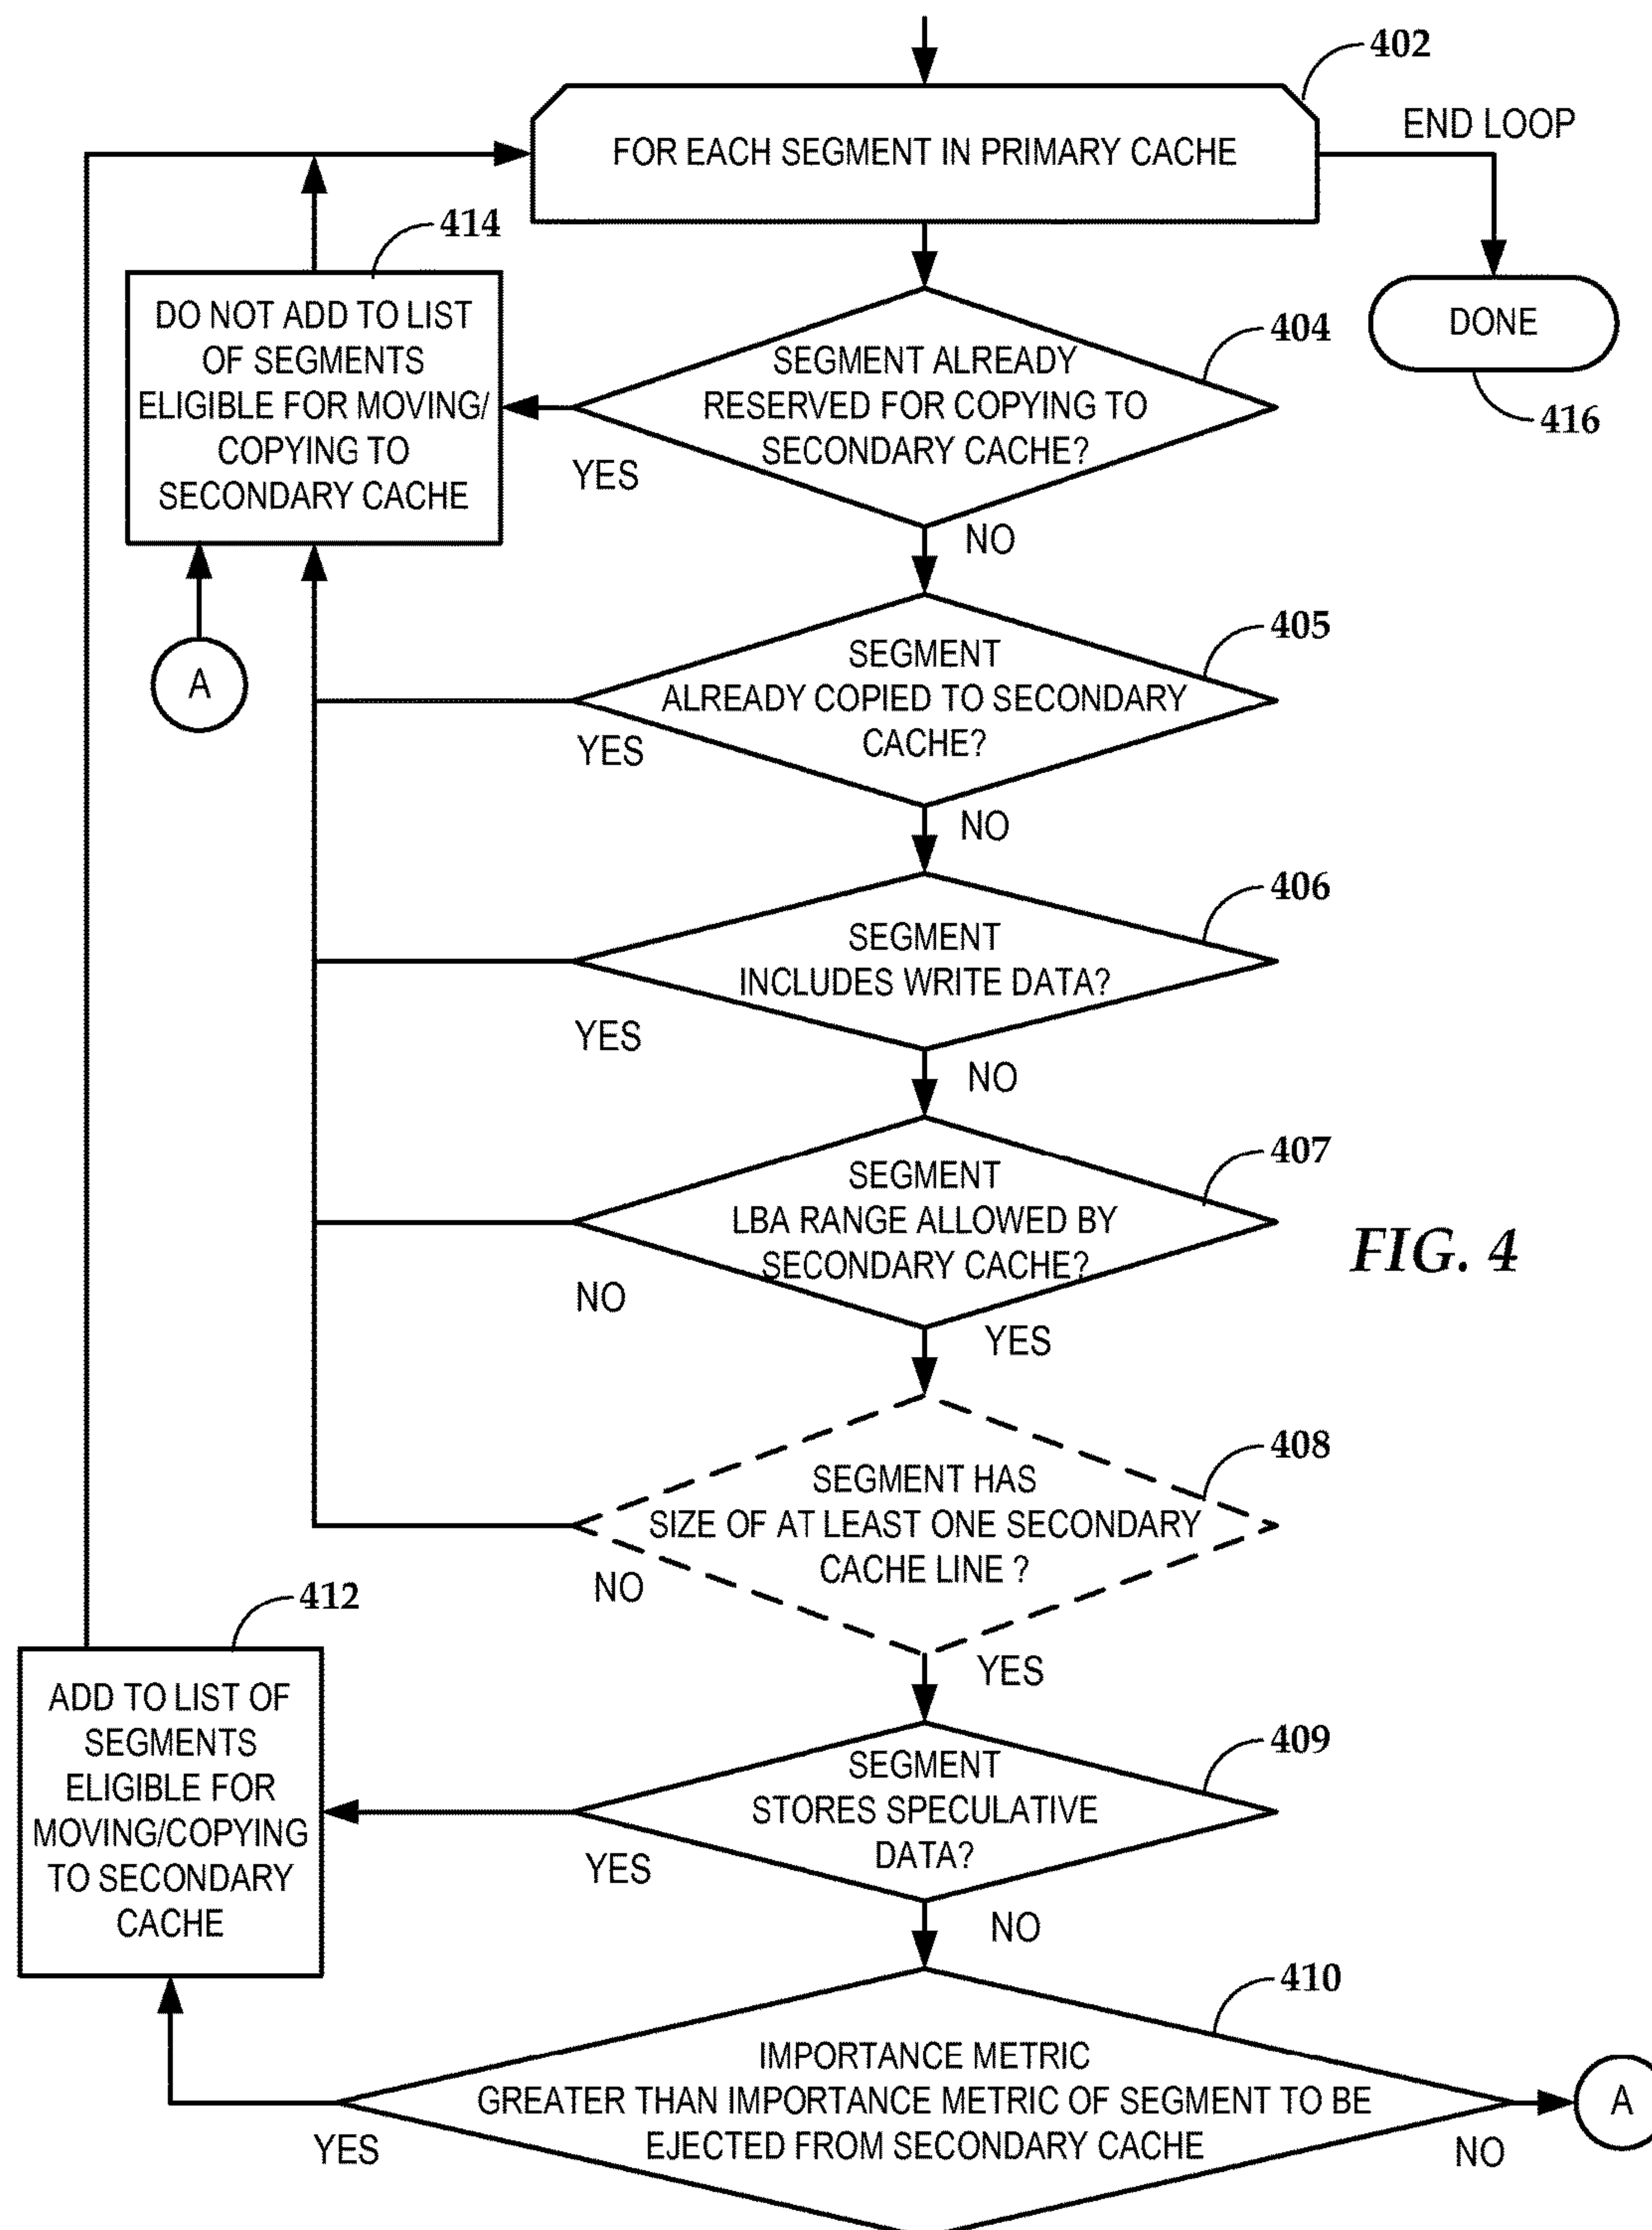 402
FOR EACH SEGMENT IN PRIMARY CACHE
END LOOP
414
DO NOT ADD TO LIST
OF SEGMENTS
ELIGIBLE FOR MOVING/
COPYING TO
SECONDARY CACHE
SEGMENT ALREADY
RESERVED FOR COPYING TO
SECONDARY CACHE?
404
DONE
416
YES
NO
A
SEGMENT
ALREADY COPIED TO SECONDARY
CACHE?
405
YES
NO
SEGMENT
INCLUDES WRITE DATA?
406
YES
NO
SEGMENT
LBA RANGE ALLOWED BY
SECONDARY CACHE?
407
FIG. 4
NO
YES
SEGMENT HAS
SIZE OF AT LEAST ONE SECONDARY
CACHE LINE ?
408
NO
YES
412
ADD TO LIST OF
SEGMENTS
ELIGIBLE FOR
MOVING/COPYING
TO SECONDARY
CACHE
SEGMENT
STORES SPECULATIVE
DATA?
409
YES
NO
410
IMPORTANCE METRIC
GREATER THAN IMPORTANCE METRIC OF SEGMENT TO BE
EJECTED FROM SECONDARY CACHE
YES
NO
A